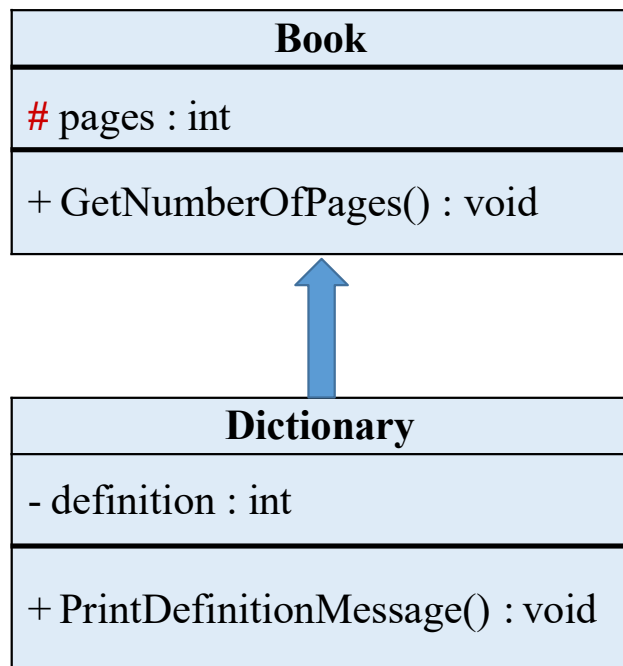 Book
# pages : int
+ GetNumberOfPages() : void
Dictionary
- definition : int
+ PrintDefinitionMessage() : void